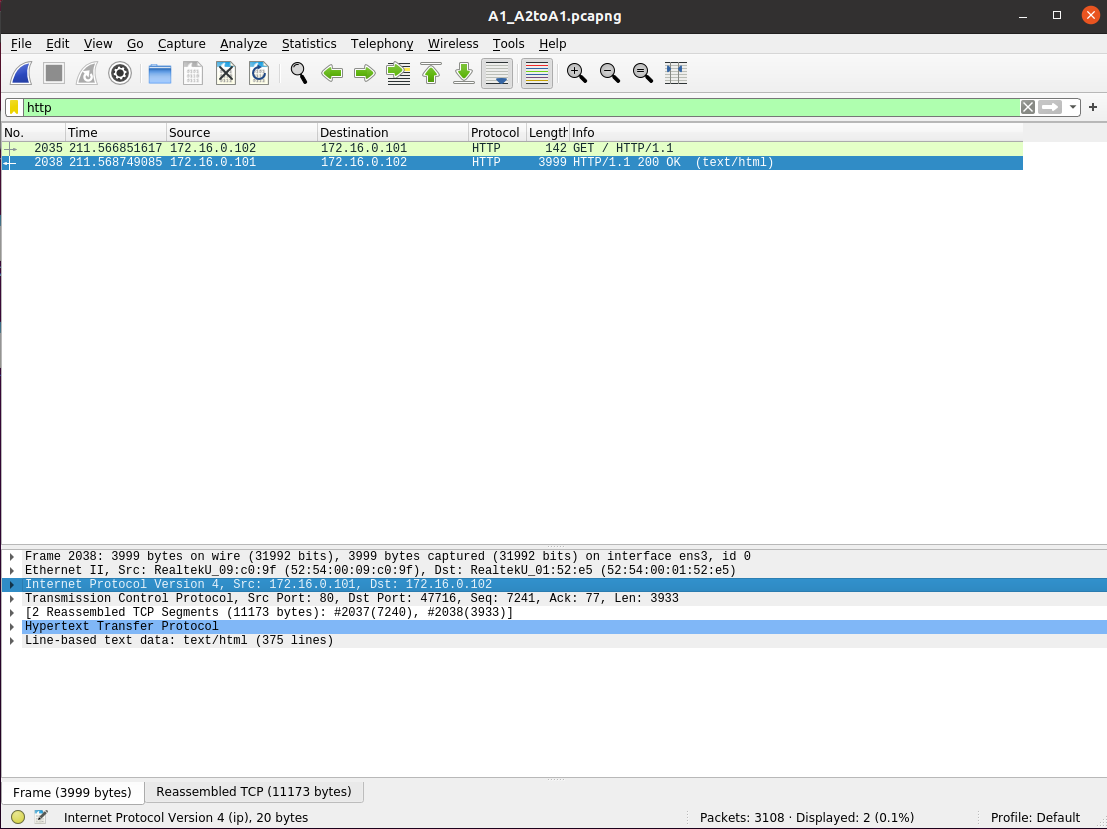 A1_A2toA1.pcapng
File Edit View Go Capture Analyze Statistics Telephony Wireless Tools Help
http
No. Time Source Destination Protocol Length Info
2035 211.566851617 172.16.0.102 172.16.0.101 HTTP 142 GET / HTTP/1.1
2038 211.568749085 172.16.0.101 172.16.0.102 HTTP 3999 HTTP/1.1 200 OK (text/html)
Frame 2038: 3999 bytes on wire (31992 bits), 3999 bytes captured (31992 bits) on interface ens3, id 0
Ethernet II, Src: RealtekU_09:c0:9f (52:54:00:09:c0:9f), Dst: RealtekU_01:52:e5 (52:54:00:01:52:e5)
Internet Protocol Version 4, Src: 172.16.0.101, Dst: 172.16.0.102
Transmission Control Protocol, Src Port: 80, Dst Port: 47716, Seq: 7241, Ack: 77, Len: 3933
[2 Reassembled TCP Segments (11173 bytes): #2037(7240), #2038(3933)]
Hypertext Transfer Protocol
Line-based text data: text/html (375 lines)
Frame (3999 bytes) Reassembled TCP (11173 bytes)
Internet Protocol Version 4 (ip), 20 bytes Packets: 3108 · Displayed: 2 (0.1%) Profile: Default